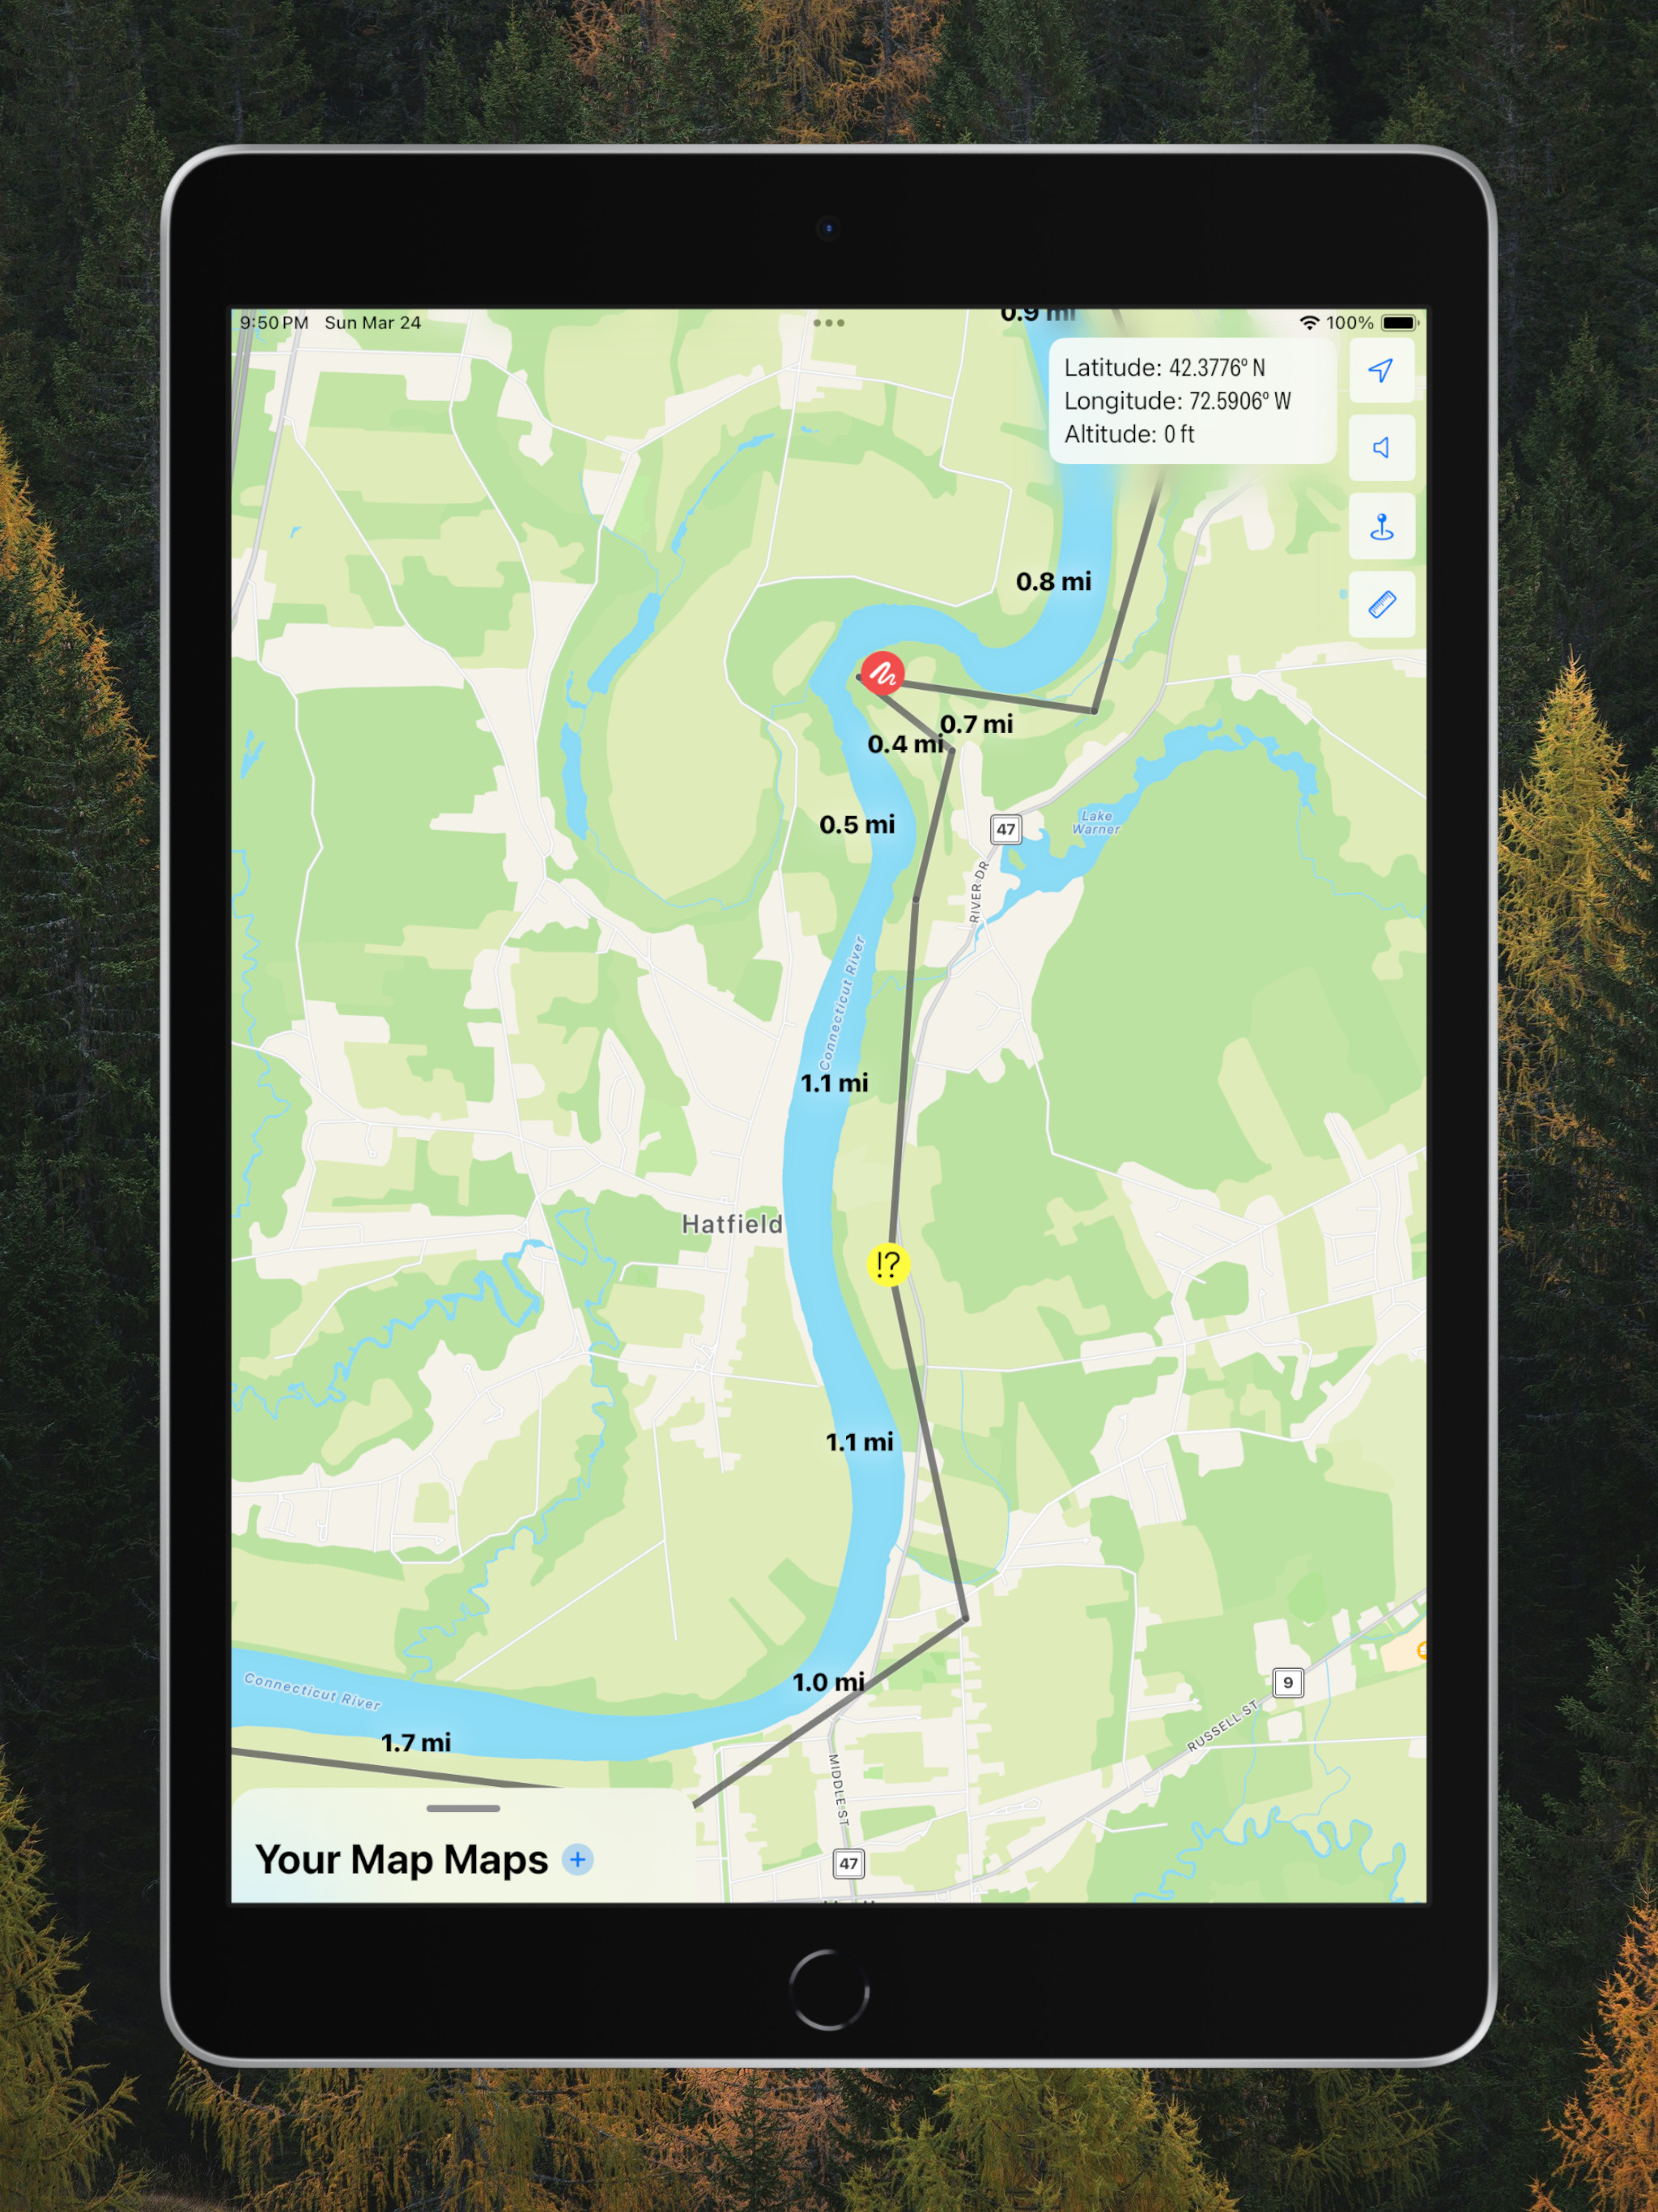 9:50 PM Sun Mar 24
100%
0.9 mi
Latitude: 42.3776° N
Longitude: 72.5906° W
Altitude: 0 ft
0.8 mi
0.7 mi
0.4 mi
0.5 mi
47
Lake
Warner
RIVER DR
Connecticut River
1.1 mi
Hatfield
!?
1.1 mi
1.0 mi
Connecticut River
9
RUSSELL ST
1.7 mi
MIDDLE ST
Your Map Maps +
47